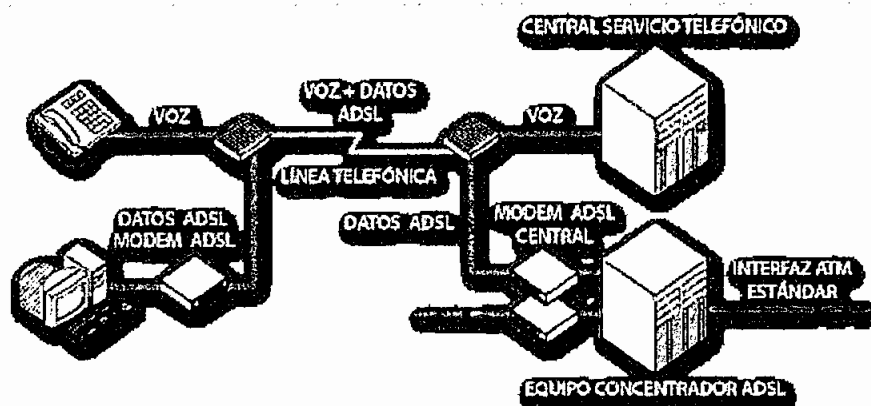 CENTRAL SERVICIO TELEFÓNICO
VOZ
VOZ + DATOS
ADSL
VOZ
LÍNEA TELEFÓNICA
DATOS ADSL
MODEM ADSL
DATOS ADSL
MODEM ADSL
CENTRAL
INTERFAZ ATM
ESTÁNDAR
EQUIPO CONCENTRADOR ADSL